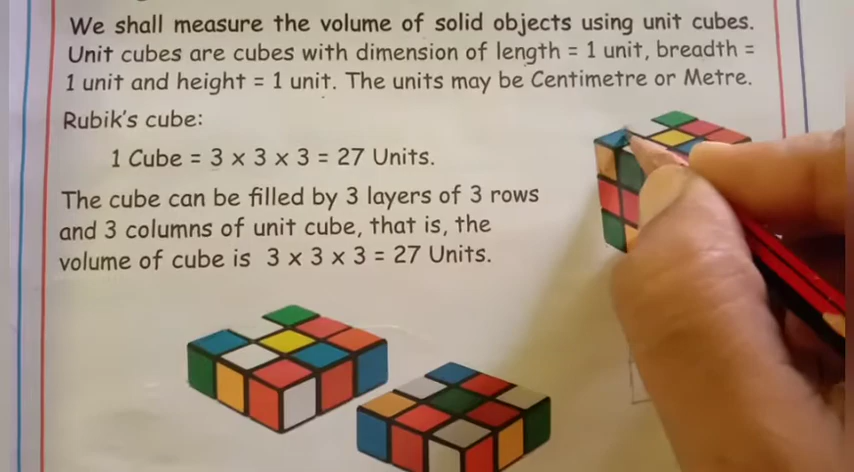 We shall measure the volume of solid objects using unit cubes.
Unit cubes are cubes with dimension of length = 1 unit, breadth =
1 unit and height = 1 unit. The units may be Centimetre or Metre.
Rubik's cube:
1 Cube = 3 x 3 x 3 = 27 Units.
The cube can be filled by 3 layers of 3 rows
and 3 columns of unit cube, that is, the
volume of cube is 3 x 3 x 3 = 27 Units.